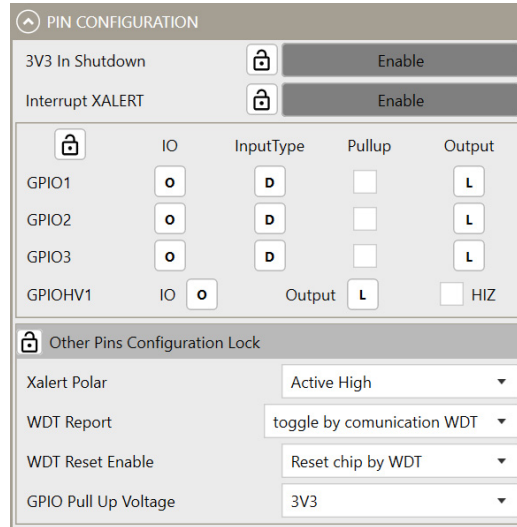 PIN CONFIGURATION
3V3 In Shutdown Enable
Interrupt XALERT Enable
IO InputType Pullup Output
GPIO1 O D L
GPIO2 O D L
GPIO3 O D L
GPIOHV1 IO O Output L HIZ
Other Pins Configuration Lock
Xalert Polar Active High
WDT Report toggle by comunication WDT
WDT Reset Enable Reset chip by WDT
GPIO Pull Up Voltage 3V3